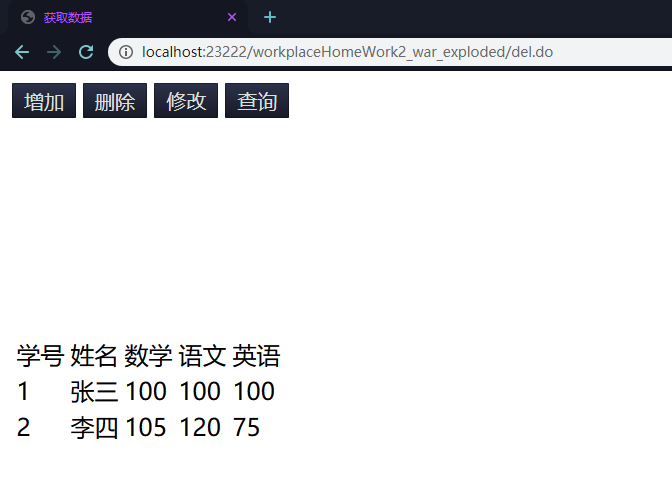 获取数据
localhost:23222/workplaceHomeWork2_war_exploded/del.do
增加 删除 修改 查询
学号 姓名 数学 语文 英语
1 张三 100 100 100
2 李四 105 120 75